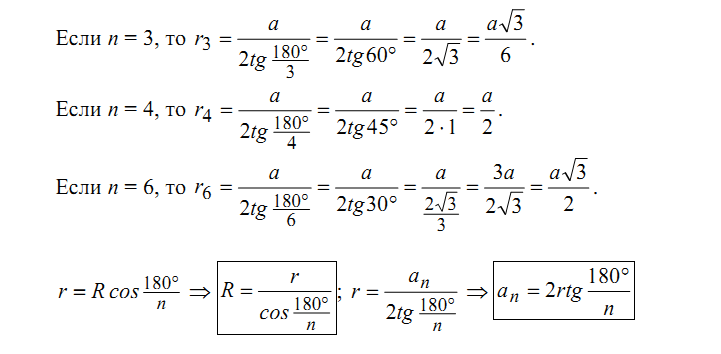 Если n = 3, то r₃ = a / (2tg 180°/3) = a / (2tg60°) = a / (2√3) = a√3 / 6 .
Если n = 4, то r₄ = a / (2tg 180°/4) = a / (2tg45°) = a / (2 · 1) = a / 2 .
Если n = 6, то r₆ = a / (2tg 180°/6) = a / (2tg30°) = a / (2√3 / 3) = 3a / (2√3) = a√3 / 2 .
r = R cos 180°/n ⇒ R = r / (cos 180°/n) ; r = aₙ / (2tg 180°/n) ⇒ aₙ = 2rtg 180°/n